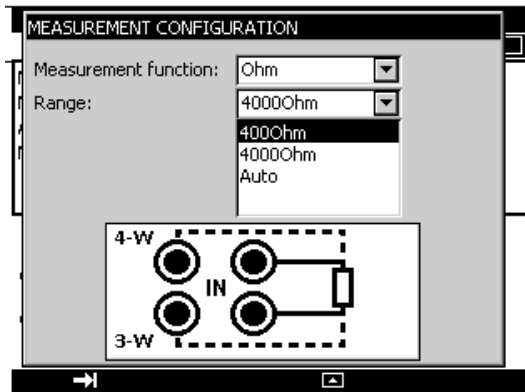 MEASUREMENT CONFIGURATION
Measurement function: Ohm
Range: 4000Ohm
400Ohm
4000Ohm
Auto
4-W
IN
3-W